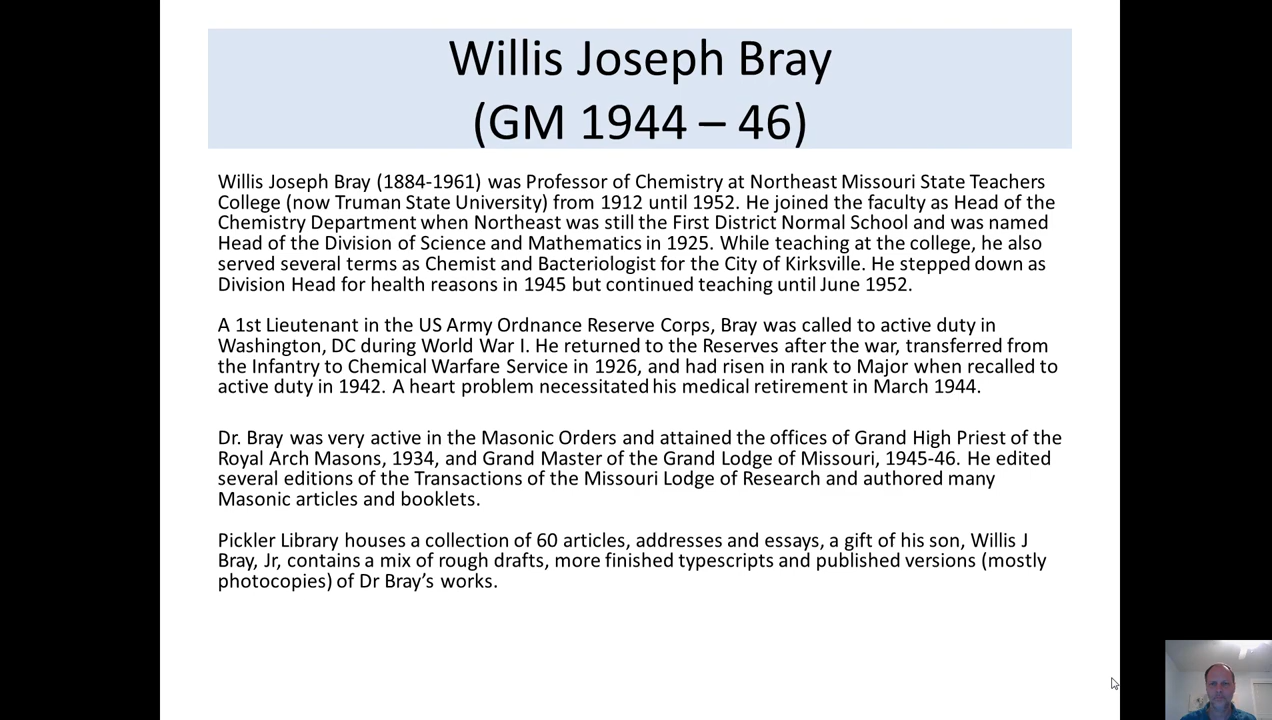 Willis Joseph Bray
(GM 1944 – 46)
Willis Joseph Bray (1884-1961) was Professor of Chemistry at Northeast Missouri State Teachers
College (now Truman State University) from 1912 until 1952. He joined the faculty as Head of the
Chemistry Department when Northeast was still the First District Normal School and was named
Head of the Division of Science and Mathematics in 1925. While teaching at the college, he also
served several terms as Chemist and Bacteriologist for the City of Kirksville. He stepped down as
Division Head for health reasons in 1945 but continued teaching until June 1952.
A 1st Lieutenant in the US Army Ordnance Reserve Corps, Bray was called to active duty in
Washington, DC during World War I. He returned to the Reserves after the war, transferred from
the Infantry to Chemical Warfare Service in 1926, and had risen in rank to Major when recalled to
active duty in 1942. A heart problem necessitated his medical retirement in March 1944.
Dr. Bray was very active in the Masonic Orders and attained the offices of Grand High Priest of the
Royal Arch Masons, 1934, and Grand Master of the Grand Lodge of Missouri, 1945-46. He edited
several editions of the Transactions of the Missouri Lodge of Research and authored many
Masonic articles and booklets.
Pickler Library houses a collection of 60 articles, addresses and essays, a gift of his son, Willis J
Bray, Jr, contains a mix of rough drafts, more finished typescripts and published versions (mostly
photocopies) of Dr Bray’s works.